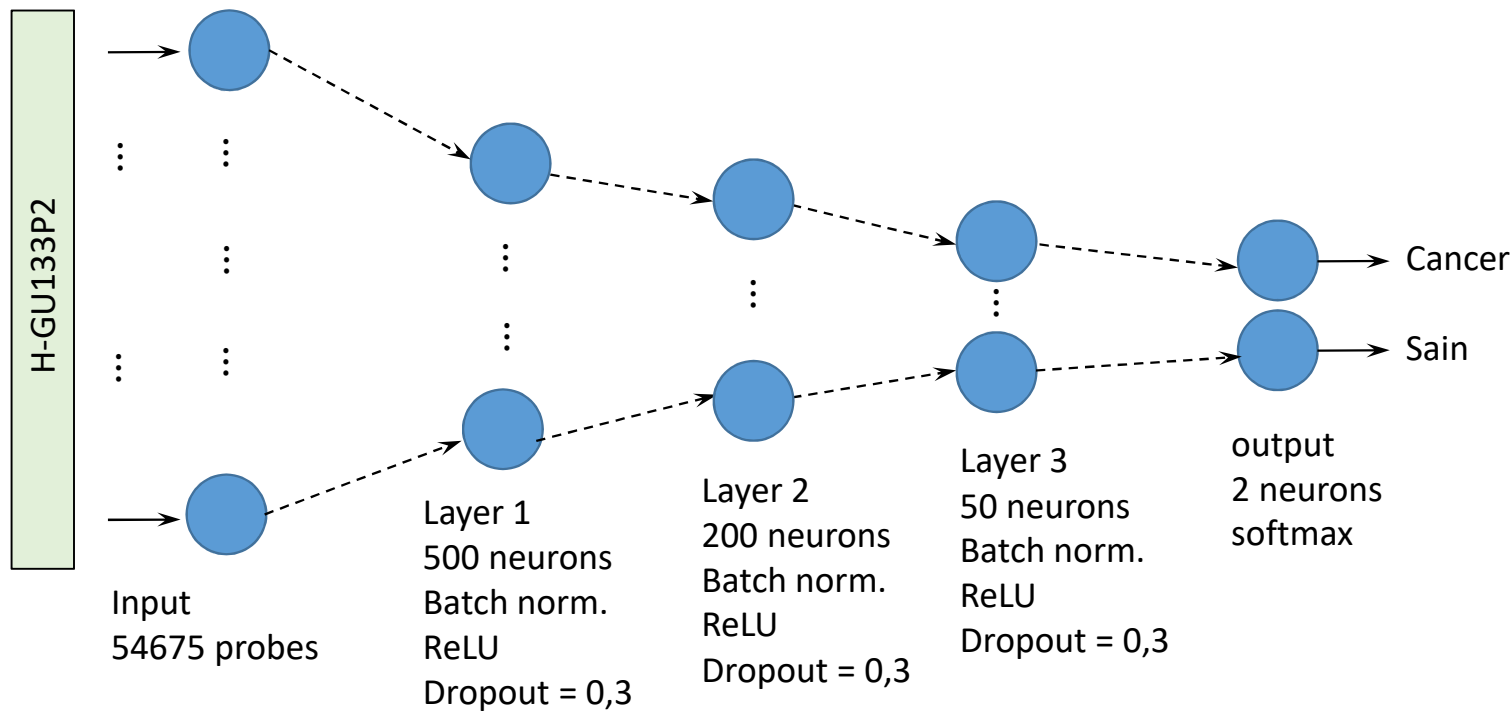 H-GU133P2
Input
54675 probes
Layer 1
500 neurons
Batch norm.
ReLU
Dropout = 0,3
Layer 2
200 neurons
Batch norm.
ReLU
Dropout = 0,3
Layer 3
50 neurons
Batch norm.
ReLU
Dropout = 0,3
output
2 neurons
softmax
Cancer
Sain